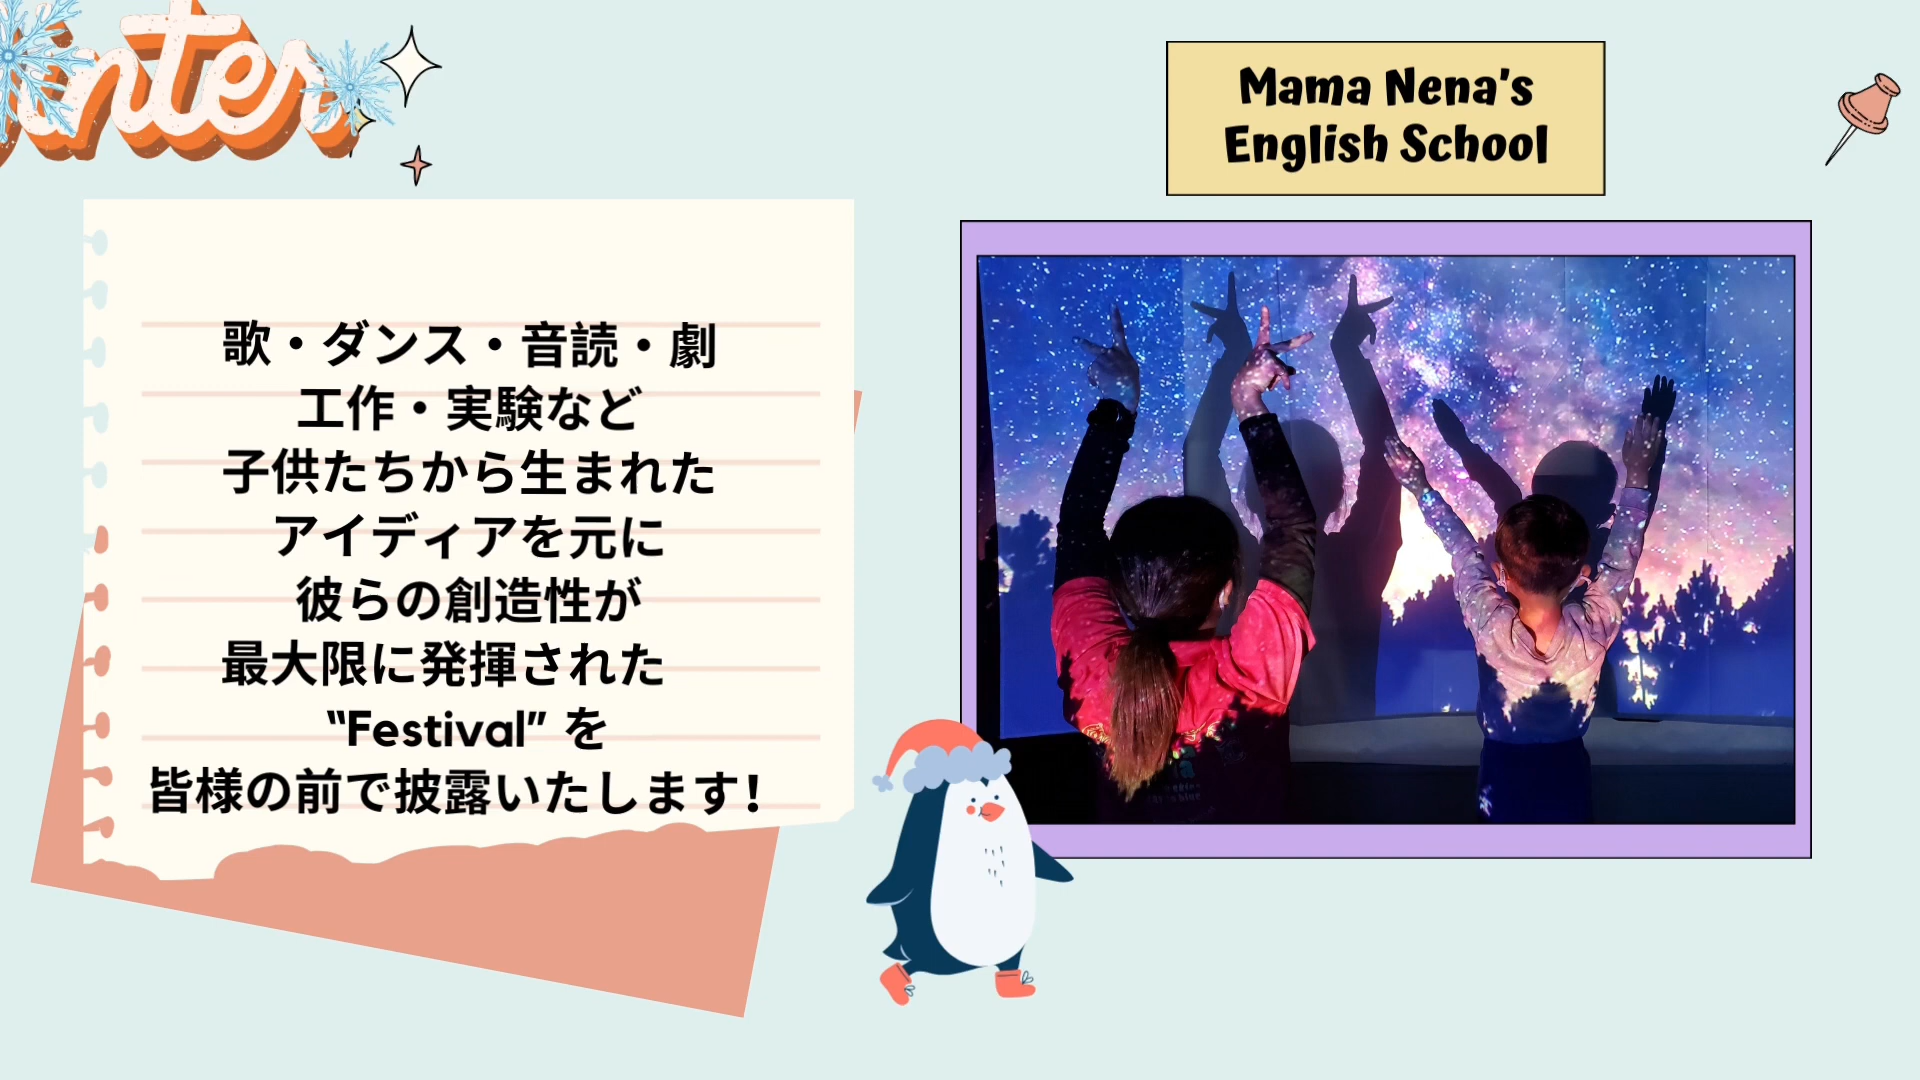 inter
Mama Nena's
English School
歌・ダンス・音読・劇
工作・実験など
子供たちから生まれた
アイディアを元に
彼らの創造性が
最大限に発揮された
“Festival” を
皆様の前で披露いたします!